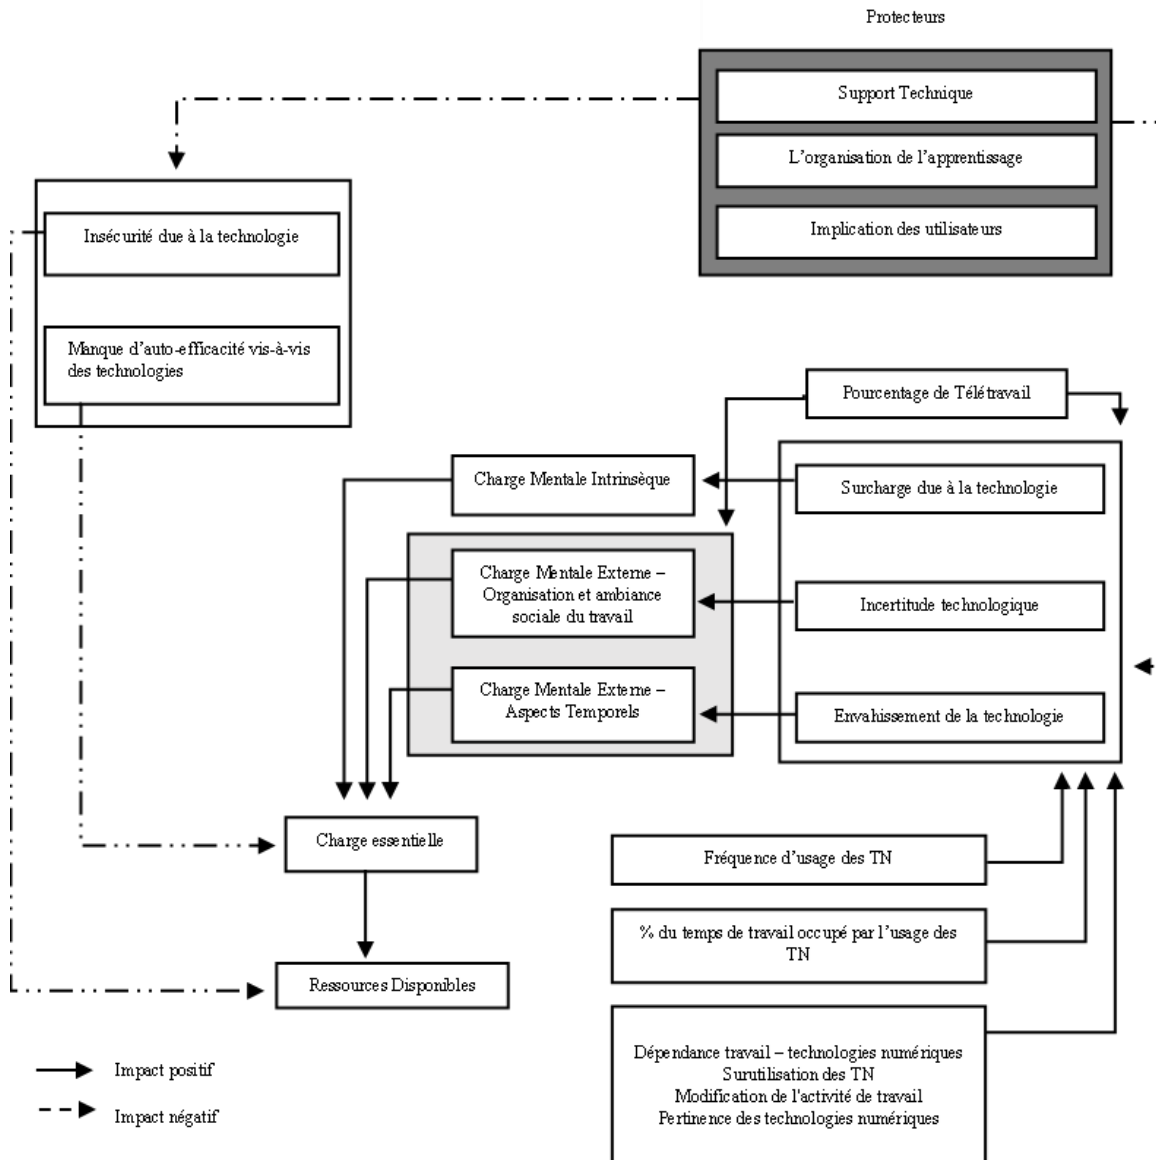 Protecteurs
Support Technique
L'organisation de l'apprentissage
Implication des utilisateurs
Insécurité due à la technologie
Manque d'auto-efficacité vis-à-vis
des technologies
Pourcentage de Télétravail
Charge Mentale Intrinsèque
Surcharge due à la technologie
Charge Mentale Externe –
Organisation et ambiance
sociale du travail
Incertitude technologique
Charge Mentale Externe –
Aspects Temporels
Envahissement de la technologie
Charge essentielle
Fréquence d'usage des TN
% du temps de travail occupé par l'usage des
TN
Ressources Disponibles
Dépendance travail – technologies numériques
Surutilisation des TN
Modification de l'activité de travail
Pertinence des technologies numériques
Impact positif
Impact négatif